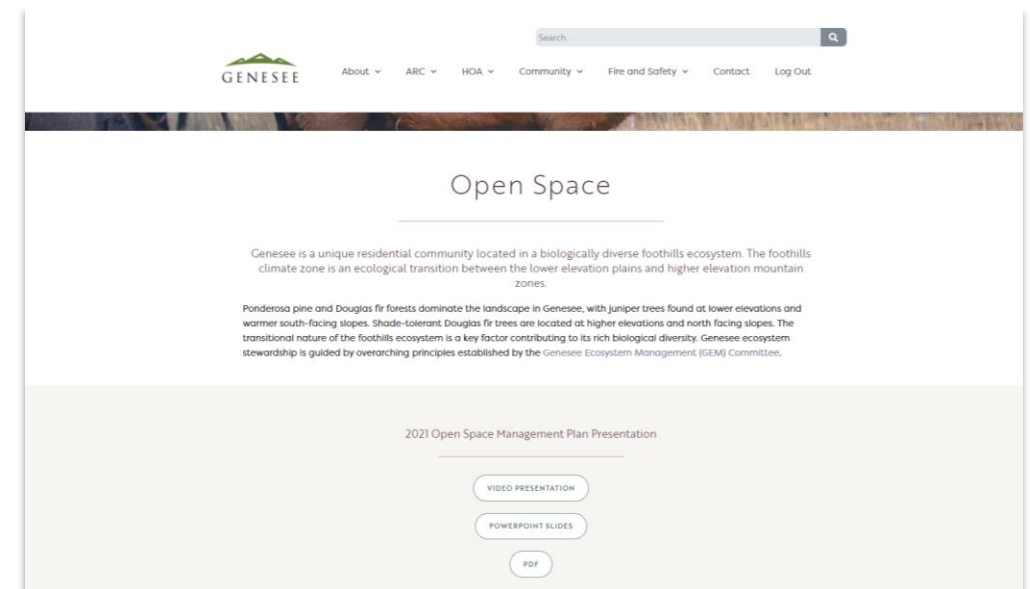 Search
GENESEE
About ARC HOA Community Fire and Safety Contact Log Out
Open Space
Genesee is a unique residential community located in a biologically diverse foothills ecosystem. The foothills
climate zone is an ecological transition between the lower elevation plains and higher elevation mountain
zones.
Ponderosa pine and Douglas fir forests dominate the landscape in Genesee, with juniper trees found at lower elevations and
warmer south-facing slopes. Shade-tolerant Douglas fir trees are located at higher elevations and north facing slopes. The
transitional nature of the foothills ecosystem is a key factor contributing to its rich biological diversity. Genesee ecosystem
stewardship is guided by overarching principles established by the Genesee Ecosystem Management (GEM) Committee.
2021 Open Space Management Plan Presentation
VIDEO PRESENTATION
POWERPOINT SLIDES
PDF